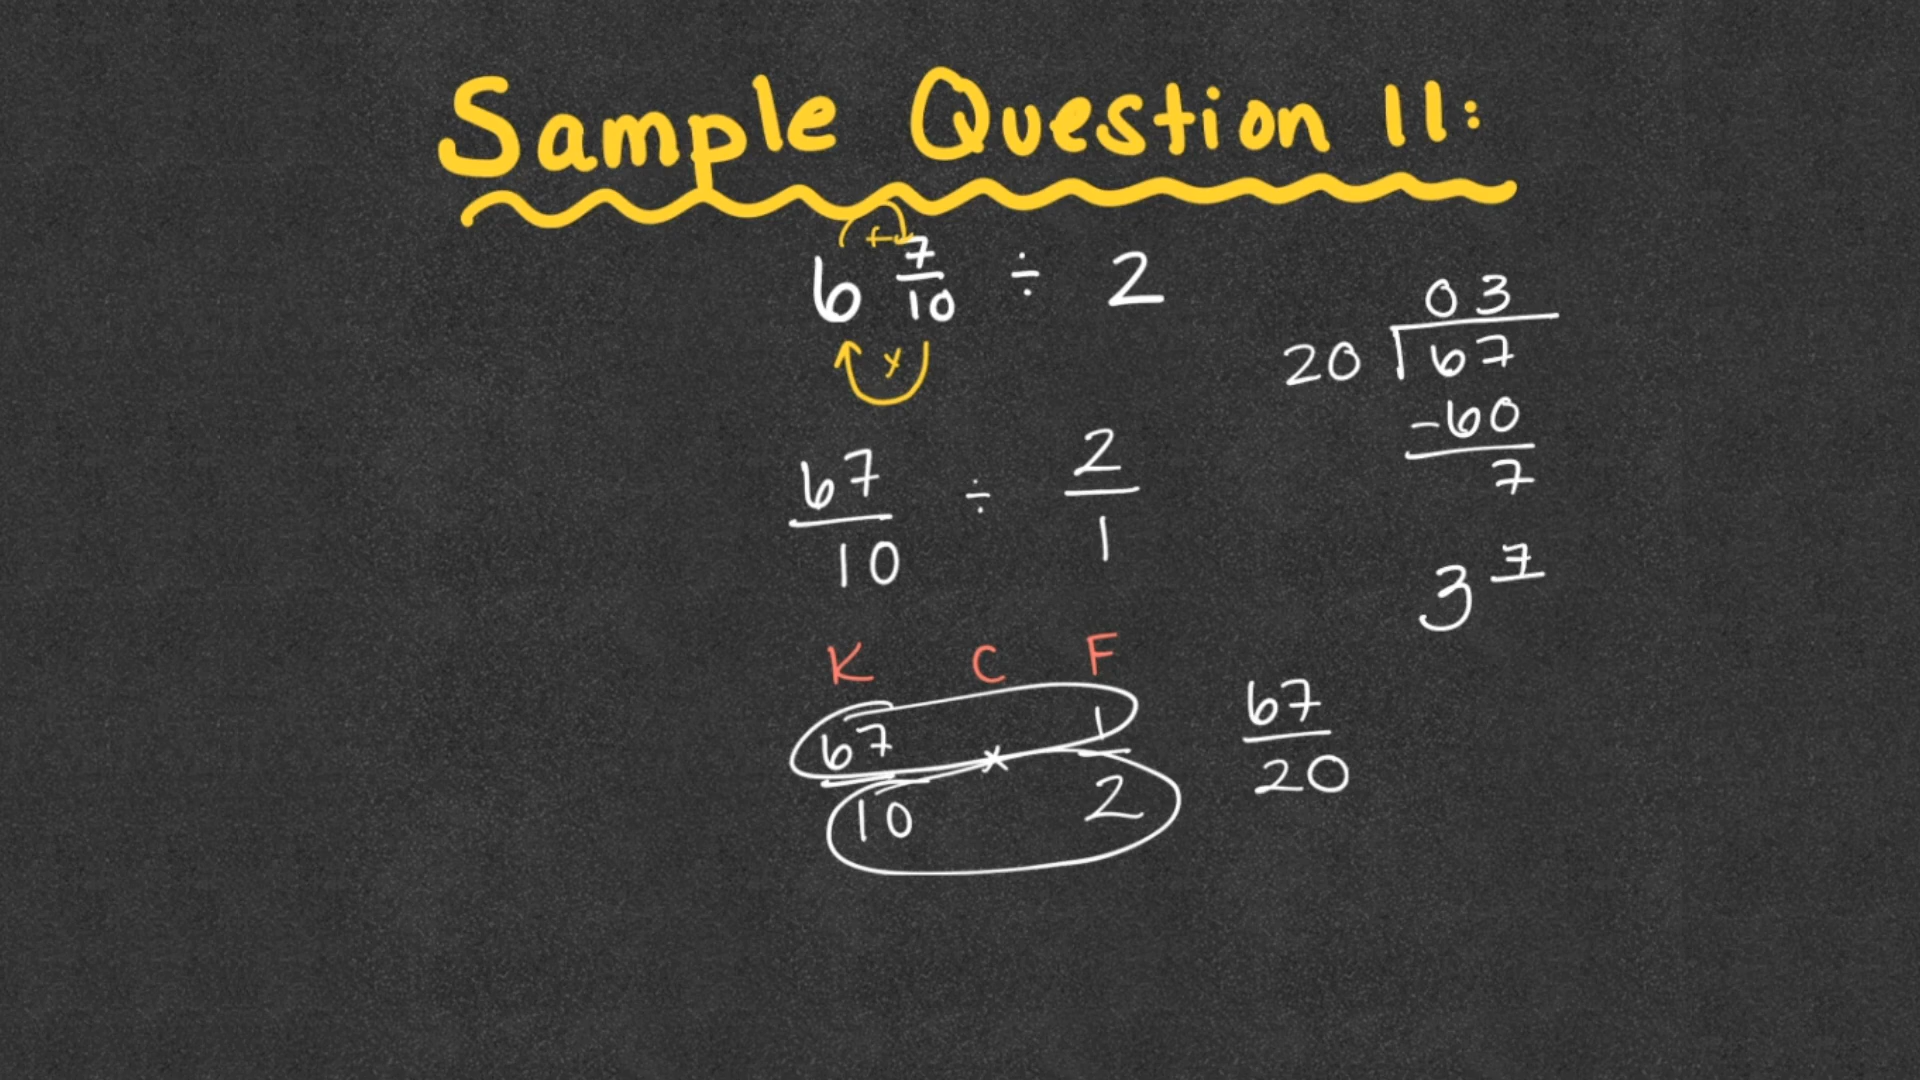 Sample Question 11:
6 7/10 ÷ 2
+
x
67/10 ÷ 2/1
K C F
67/10 x 1/2
67/20
03
20 67
-60
7
3 7